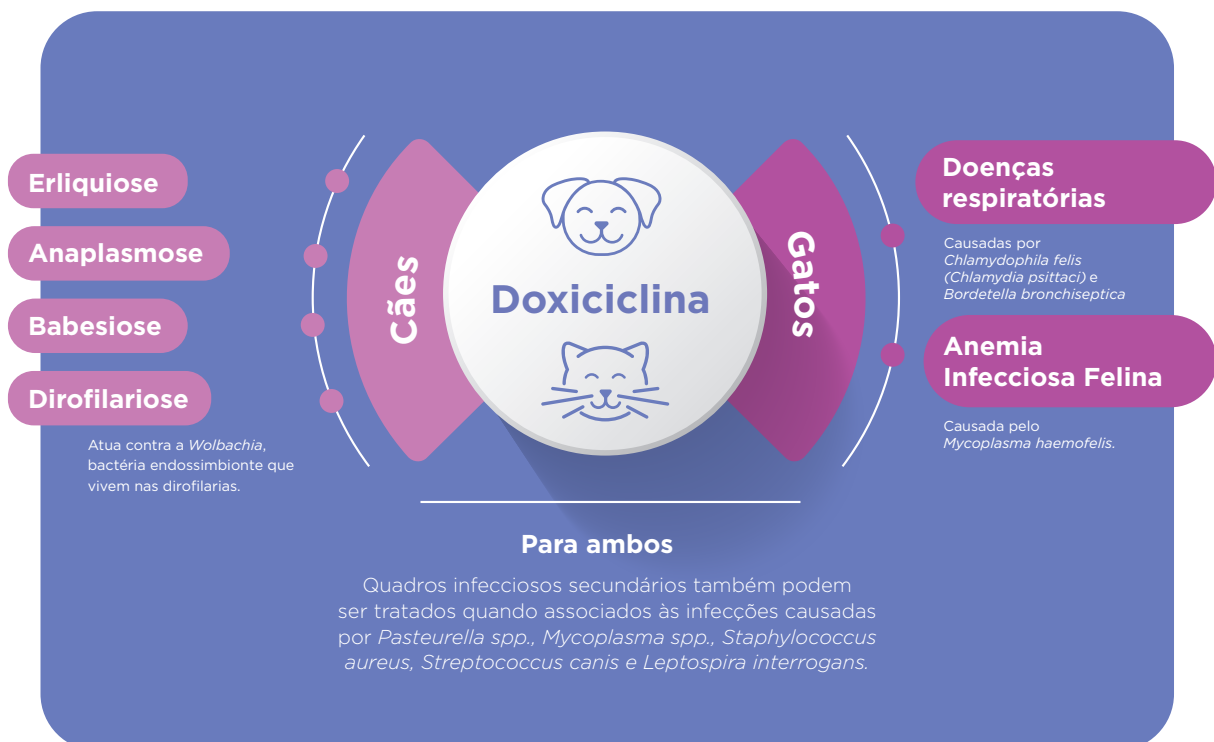 Erliquiose
Anaplasmose
Babesiose
Dirofilariose
Atua contra a Wolbachia,
bactéria endossimbionte que
vivem nas dirofilarias.
Cães
Doxiciclina
Gatos
Doenças
respiratórias
Causadas por
Chlamydophila felis
(Chlamydia psittaci) e
Bordetella bronchiseptica
Anemia
Infecciosa Felina
Causada pelo
Mycoplasma haemofelis.
Para ambos
Quadros infecciosos secundários também podem
ser tratados quando associados às infecções causadas
por Pasteurella spp., Mycoplasma spp., Staphylococcus
aureus, Streptococcus canis e Leptospira interrogans.